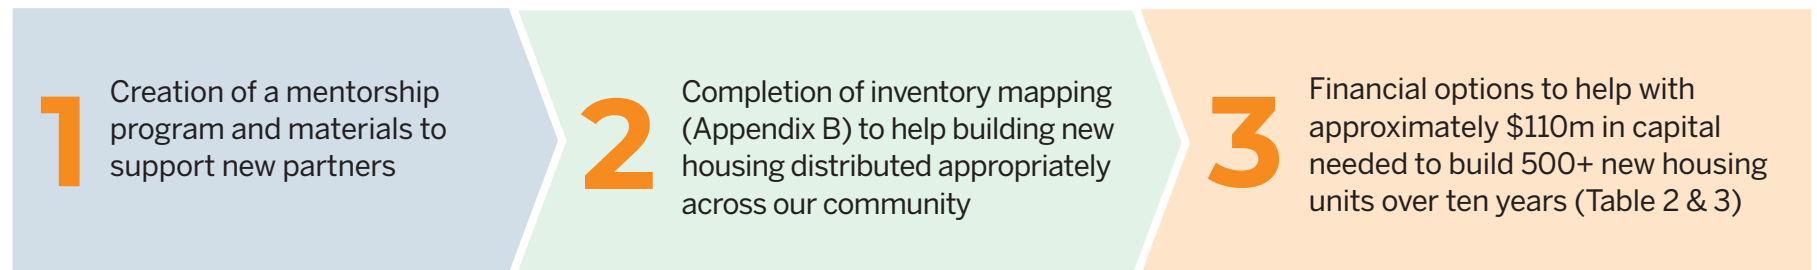 1
Creation of a mentorship
program and materials to
support new partners
2
Completion of inventory mapping
(Appendix B) to help building new
housing distributed appropriately
across our community
3
Financial options to help with
approximately $110m in capital
needed to build 500+ new housing
units over ten years (Table 2 & 3)